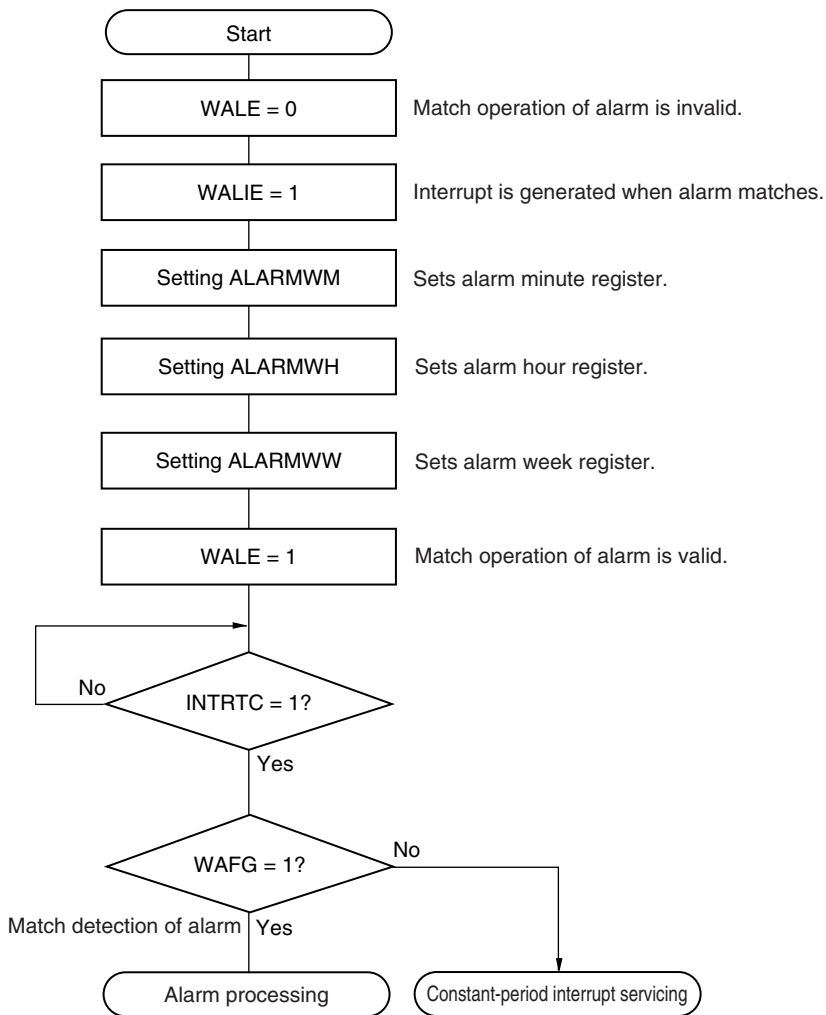 Start
WALE = 0
Match operation of alarm is invalid.
WALIE = 1
Interrupt is generated when alarm matches.
Setting ALARMWM
Sets alarm minute register.
Setting ALARMWH
Sets alarm hour register.
Setting ALARMWW
Sets alarm week register.
WALE = 1
Match operation of alarm is valid.
No
INTRTC = 1?
Yes
WAFG = 1?
No
Match detection of alarm
Yes
Alarm processing
Constant-period interrupt servicing